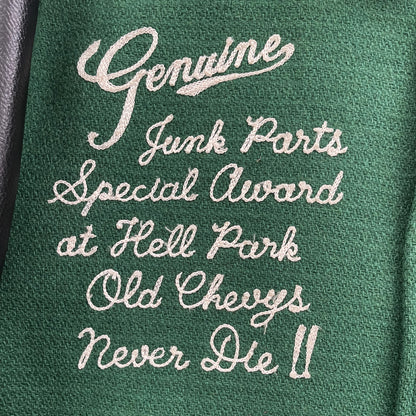 Genuine
Junk Parts
Special Award
at Hell Park
Old Chevys
Never Die!!